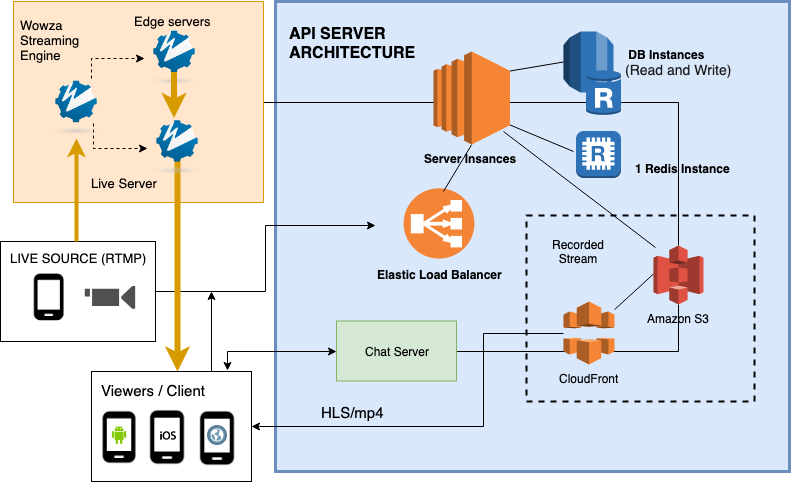 Wowza
Streaming
Engine
Edge servers
Live Server
LIVE SOURCE (RTMP)
Viewers / Client
iOS
API SERVER
ARCHITECTURE
DB Instances
(Read and Write)
R
Server Insances
R
1 Redis Instance
Elastic Load Balancer
Recorded
Stream
Amazon S3
Chat Server
CloudFront
HLS/mp4